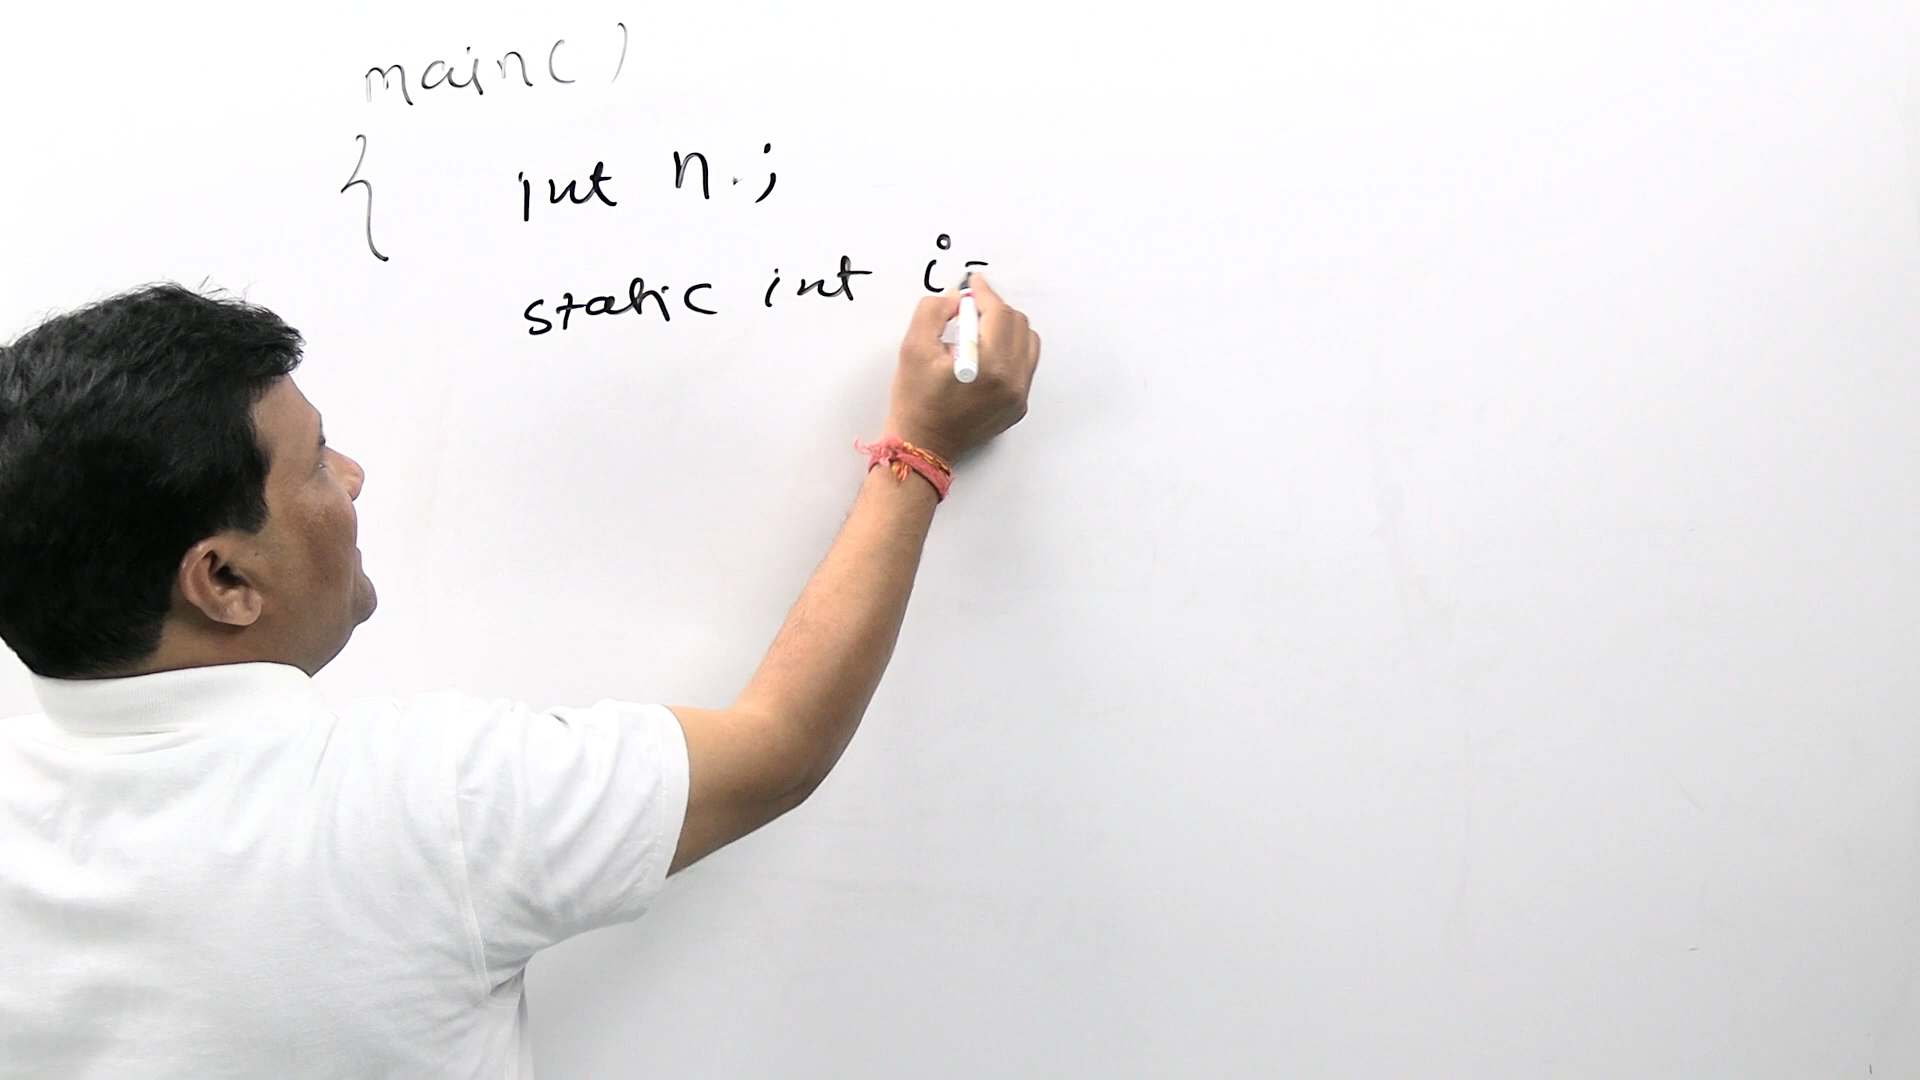 main()
{ int n.;
static int i=